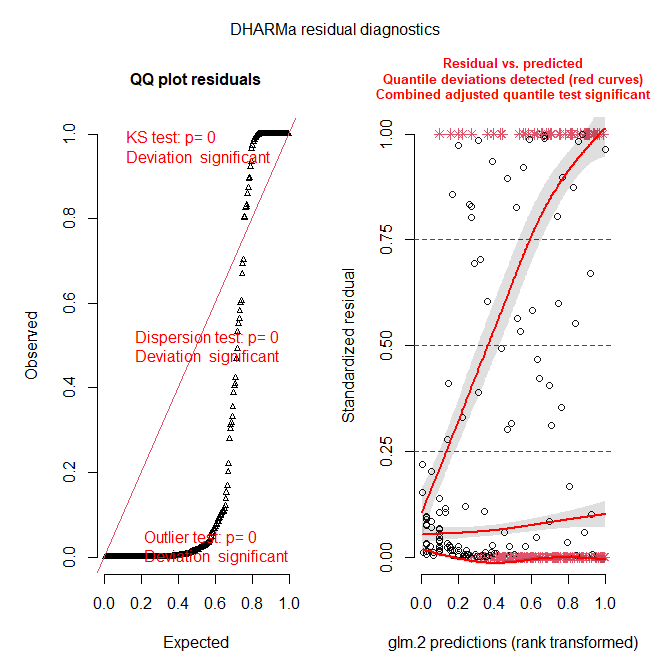 DHARMa residual diagnostics
QQ plot residuals
KS test: p= 0
Deviation significant
Dispersion test: p= 0
Deviation significant
Outlier test: p= 0
Deviation significant
Observed
0.0
0.2
0.4
0.6
0.8
1.0
0.0
0.2
0.4
0.6
0.8
1.0
Expected
Residual vs. predicted
Quantile deviations detected (red curves)
Combined adjusted quantile test significant
Standardized residual
0.00
0.25
0.50
0.75
1.00
0.0
0.2
0.4
0.6
0.8
1.0
glm.2 predictions (rank transformed)